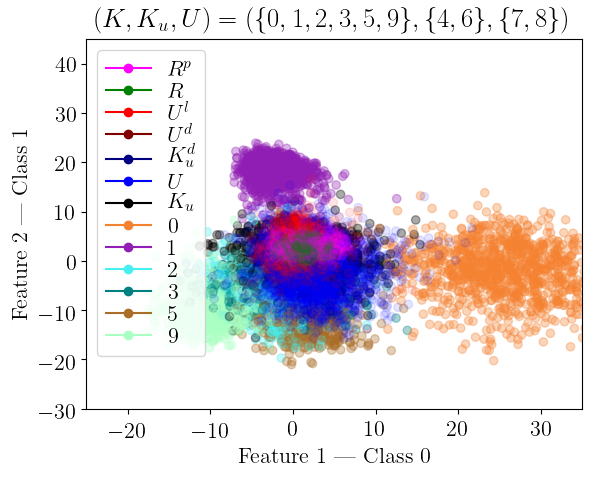 (K, K_u, U) = ({0, 1, 2, 3, 5, 9}, {4, 6}, {7, 8})
40
30
20
10
0
−10
−20
−30
Feature 2 — Class 1
R^p
R
U^l
U^d
K_u^d
U
K_u
0
1
2
3
5
9
−20 −10 0 10 20 30
Feature 1 — Class 0